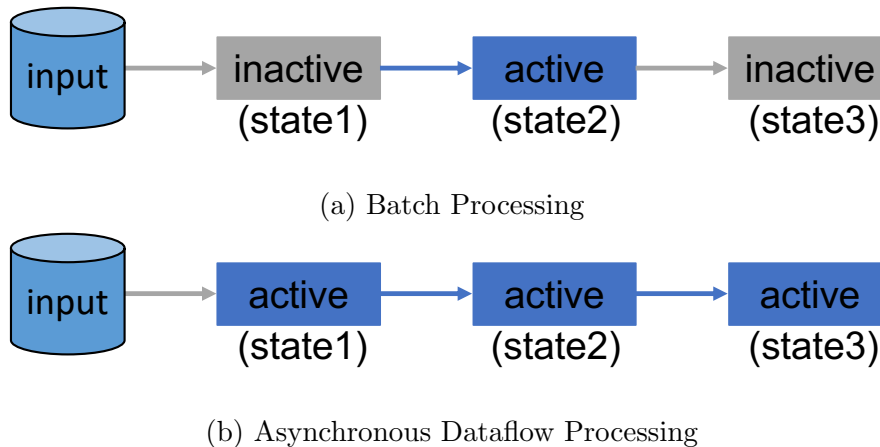 input inactive active inactive
(state1) (state2) (state3)
(a) Batch Processing
input active active active
(state1) (state2) (state3)
(b) Asynchronous Dataflow Processing